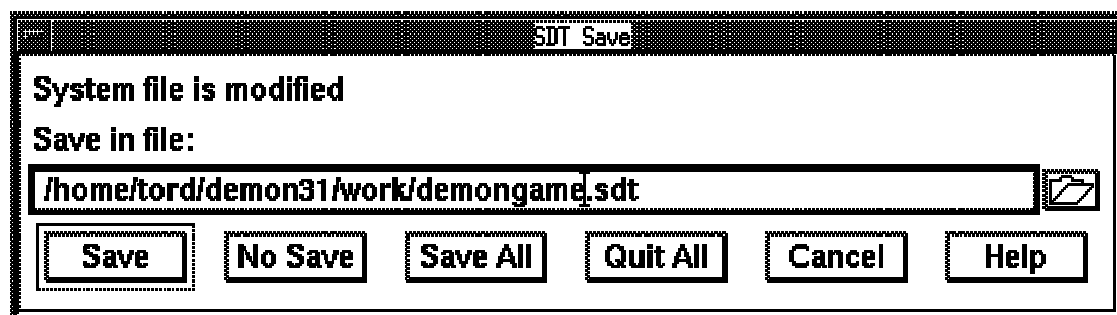 SDT Save
System file is modified
Save in file:
/home/tord/demon31/work/demongame.sdt
Save No Save Save All Quit All Cancel Help